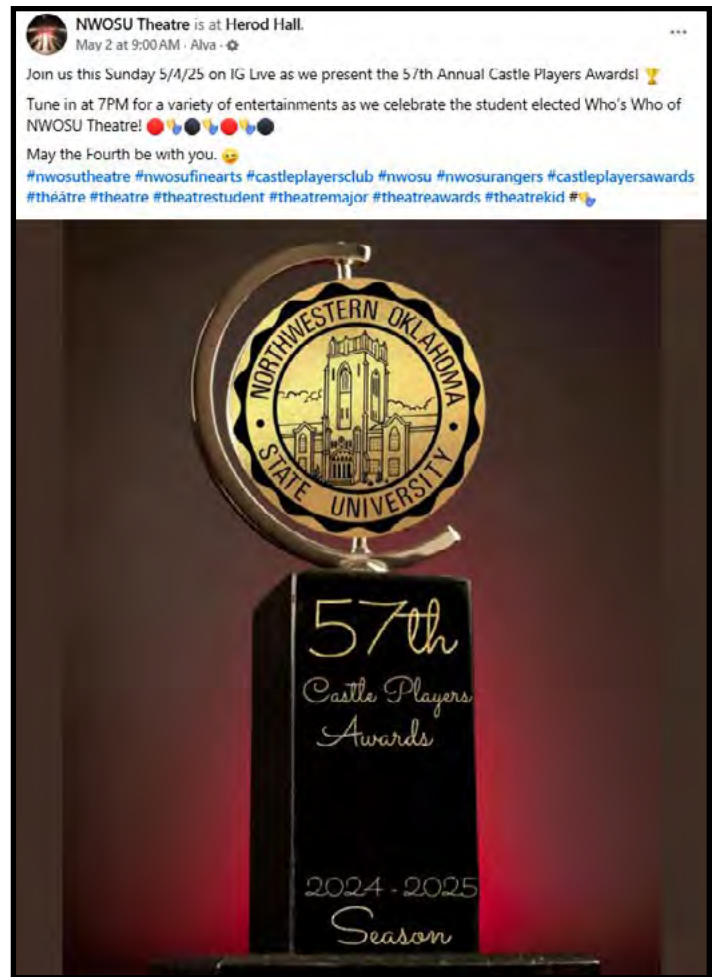 NWOSU Theatre is at Herod Hall.
May 2 at 9:00 AM · Alva ·
Join us this Sunday 5/4/25 on IG Live as we present the 57th Annual Castle Players Awards! 🏆
Tune in at 7PM for a variety of entertainments as we celebrate the student elected Who's Who of
NWOSU Theatre! 🔴🎭⚫🎭🔴🎭⚫
May the Fourth be with you. 😉
#nwosutheatre #nwosufinearts #castleplayersclub #nwosu #nwosurangers #castleplayersawards
#théâtre #theatre #theatrestudent #theatremajor #theatreawards #theatrekid #🎭
NORTHWESTERN OKLAHOMA
STATE UNIVERSITY
57th
Castle Players
Awards
2024 - 2025
Season